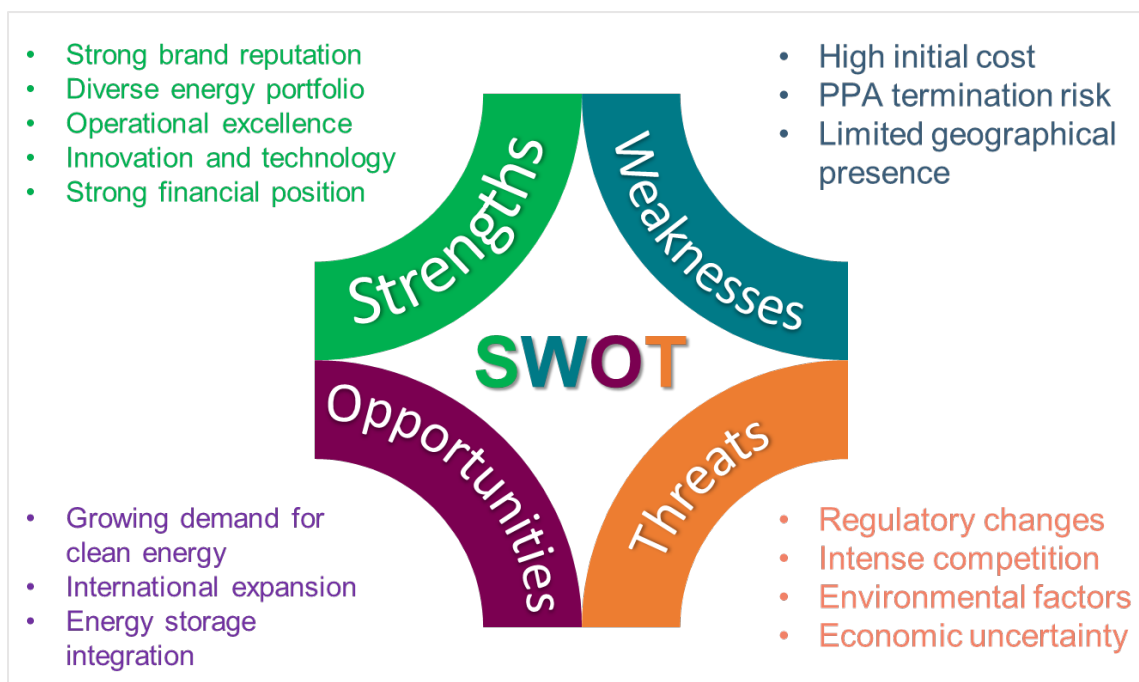 • Strong brand reputation
• Diverse energy portfolio
• Operational excellence
• Innovation and technology
• Strong financial position
• High initial cost
• PPA termination risk
• Limited geographical
presence
Strengths
Weaknesses
SWOT
Opportunities
Threats
• Growing demand for
clean energy
• International expansion
• Energy storage
integration
• Regulatory changes
• Intense competition
• Environmental factors
• Economic uncertainty